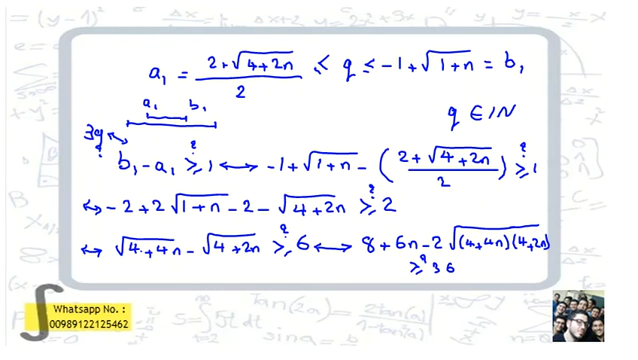 a₁ = (2+√(4+2n))/2 ≤ q ≤ -1+√(1+n) = b₁
a₁ b₁
q ∈ IN
∃q ↔
?
b₁-a₁ ≥? 1 ↔ -1+√(1+n) - ((2+√(4+2n))/2) ≥? 1
↔ -2+2√(1+n) -2-√(4+2n) ≥? 2
↔ √(4+4n) - √(4+2n) ≥? 6 ↔ 8+6n-2√((4+4n)(4+2n))
≥? 36
Whatsapp No. :
00989122125462